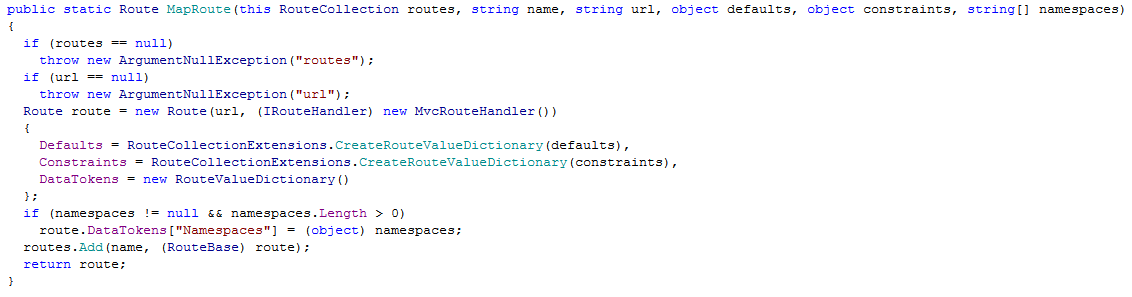 public static Route MapRoute(this RouteCollection routes, string name, string url, object defaults, object constraints, string[] namespaces)
{
  if (routes == null)
    throw new ArgumentNullException("routes");
  if (url == null)
    throw new ArgumentNullException("url");
  Route route = new Route(url, (IRouteHandler) new MvcRouteHandler())
  {
    Defaults = RouteCollectionExtensions.CreateRouteValueDictionary(defaults),
    Constraints = RouteCollectionExtensions.CreateRouteValueDictionary(constraints),
    DataTokens = new RouteValueDictionary()
  };
  if (namespaces != null && namespaces.Length > 0)
    route.DataTokens["Namespaces"] = (object) namespaces;
  routes.Add(name, (RouteBase) route);
  return route;
}